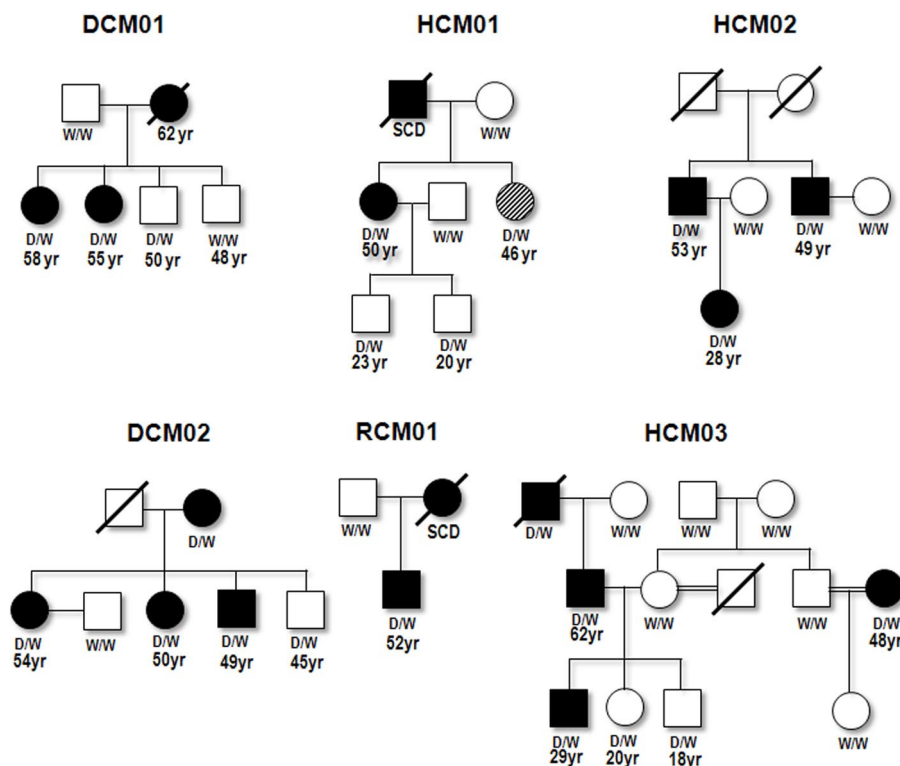 DCM01
W/W
62 yr
D/W
58 yr
D/W
55 yr
D/W
50 yr
W/W
48 yr
HCM01
SCD
W/W
D/W
50 yr
W/W
D/W
46yr
D/W
23 yr
D/W
20 yr
HCM02
D/W
53 yr
W/W
D/W
49 yr
W/W
D/W
28 yr
DCM02
D/W
D/W
54yr
W/W
D/W
50yr
D/W
49yr
D/W
45yr
RCM01
W/W
SCD
D/W
52yr
HCM03
D/W
W/W
W/W
W/W
D/W
62yr
W/W
W/W
D/W
48yr
D/W
29yr
D/W
20yr
D/W
18yr
W/W